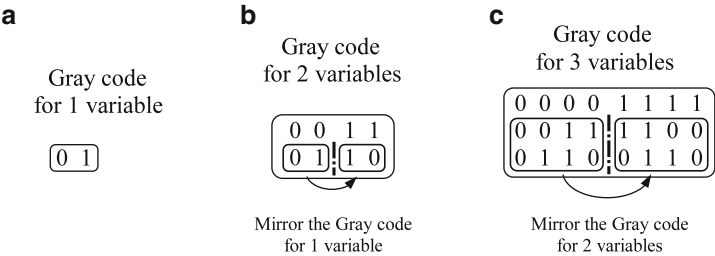 a
Gray code
for 1 variable
0 1
b
Gray code
for 2 variables
0 0 1 1
0 1 1 0
Mirror the Gray code
for 1 variable
c
Gray code
for 3 variables
0 0 0 0 1 1 1 1
0 0 1 1 1 1 0 0
0 1 1 0 0 1 1 0
Mirror the Gray code
for 2 variables